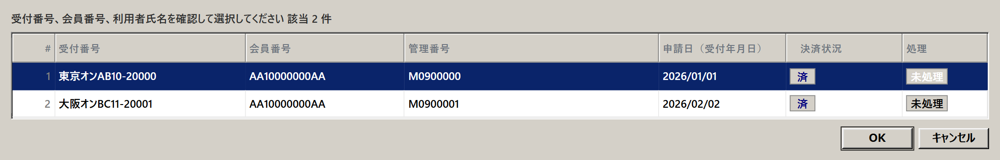 受付番号、会員番号、利用者氏名を確認して選択してください 該当 2 件
# 受付番号 会員番号 管理番号 申請日（受付年月日） 決済状況 処理
1 東京オンAB10-20000 AA10000000AA M0900000 2026/01/01 済 未処理
2 大阪オンBC11-20001 AA10000000AA M0900001 2026/02/02 済 未処理
OK キャンセル